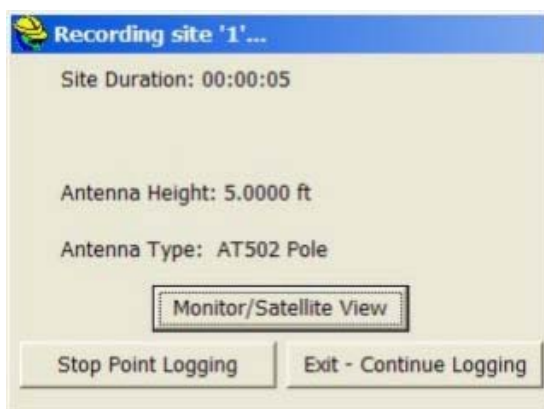 Recording site '1'...
Site Duration: 00:00:05
Antenna Height: 5.0000 ft
Antenna Type: AT502 Pole
Monitor/Satellite View
Stop Point Logging
Exit - Continue Logging